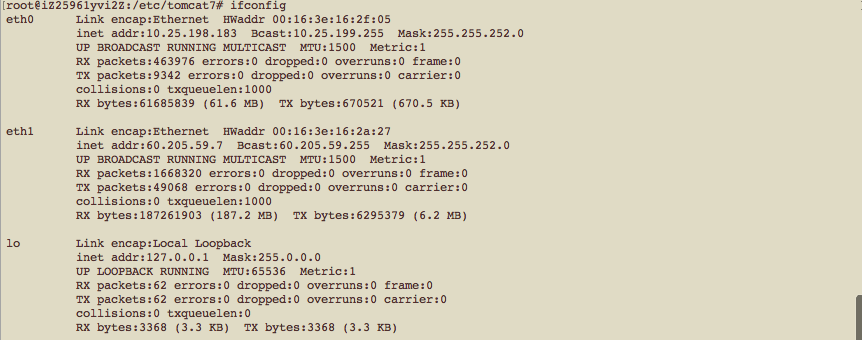 [root@iZ25961yvi2Z:/etc/tomcat7# ifconfig
eth0 Link encap:Ethernet HWaddr 00:16:3e:16:2f:05
inet addr:10.25.198.183 Bcast:10.25.199.255 Mask:255.255.252.0
UP BROADCAST RUNNING MULTICAST MTU:1500 Metric:1
RX packets:463976 errors:0 dropped:0 overruns:0 frame:0
TX packets:9342 errors:0 dropped:0 overruns:0 carrier:0
collisions:0 txqueuelen:1000
RX bytes:61685839 (61.6 MB) TX bytes:670521 (670.5 KB)
eth1 Link encap:Ethernet HWaddr 00:16:3e:16:2a:27
inet addr:60.205.59.7 Bcast:60.205.59.255 Mask:255.255.252.0
UP BROADCAST RUNNING MULTICAST MTU:1500 Metric:1
RX packets:1668320 errors:0 dropped:0 overruns:0 frame:0
TX packets:49068 errors:0 dropped:0 overruns:0 carrier:0
collisions:0 txqueuelen:1000
RX bytes:187261903 (187.2 MB) TX bytes:6295379 (6.2 MB)
lo Link encap:Local Loopback
inet addr:127.0.0.1 Mask:255.0.0.0
UP LOOPBACK RUNNING MTU:65536 Metric:1
RX packets:62 errors:0 dropped:0 overruns:0 frame:0
TX packets:62 errors:0 dropped:0 overruns:0 carrier:0
collisions:0 txqueuelen:0
RX bytes:3368 (3.3 KB) TX bytes:3368 (3.3 KB)